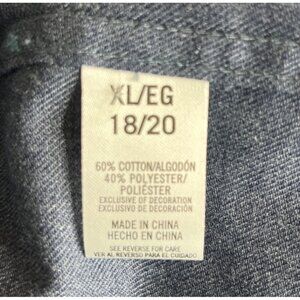 XL/EG
18/20
60% COTTON/ALGODÓN
40% POLYESTER/
POLIÉSTER
EXCLUSIVE OF DECORATION
EXCLUSIVO DE DECORACIÓN
MADE IN CHINA
HECHO EN CHINA
SEE REVERSE FOR CARE
VER AL REVERSO PARA EL CUIDADO